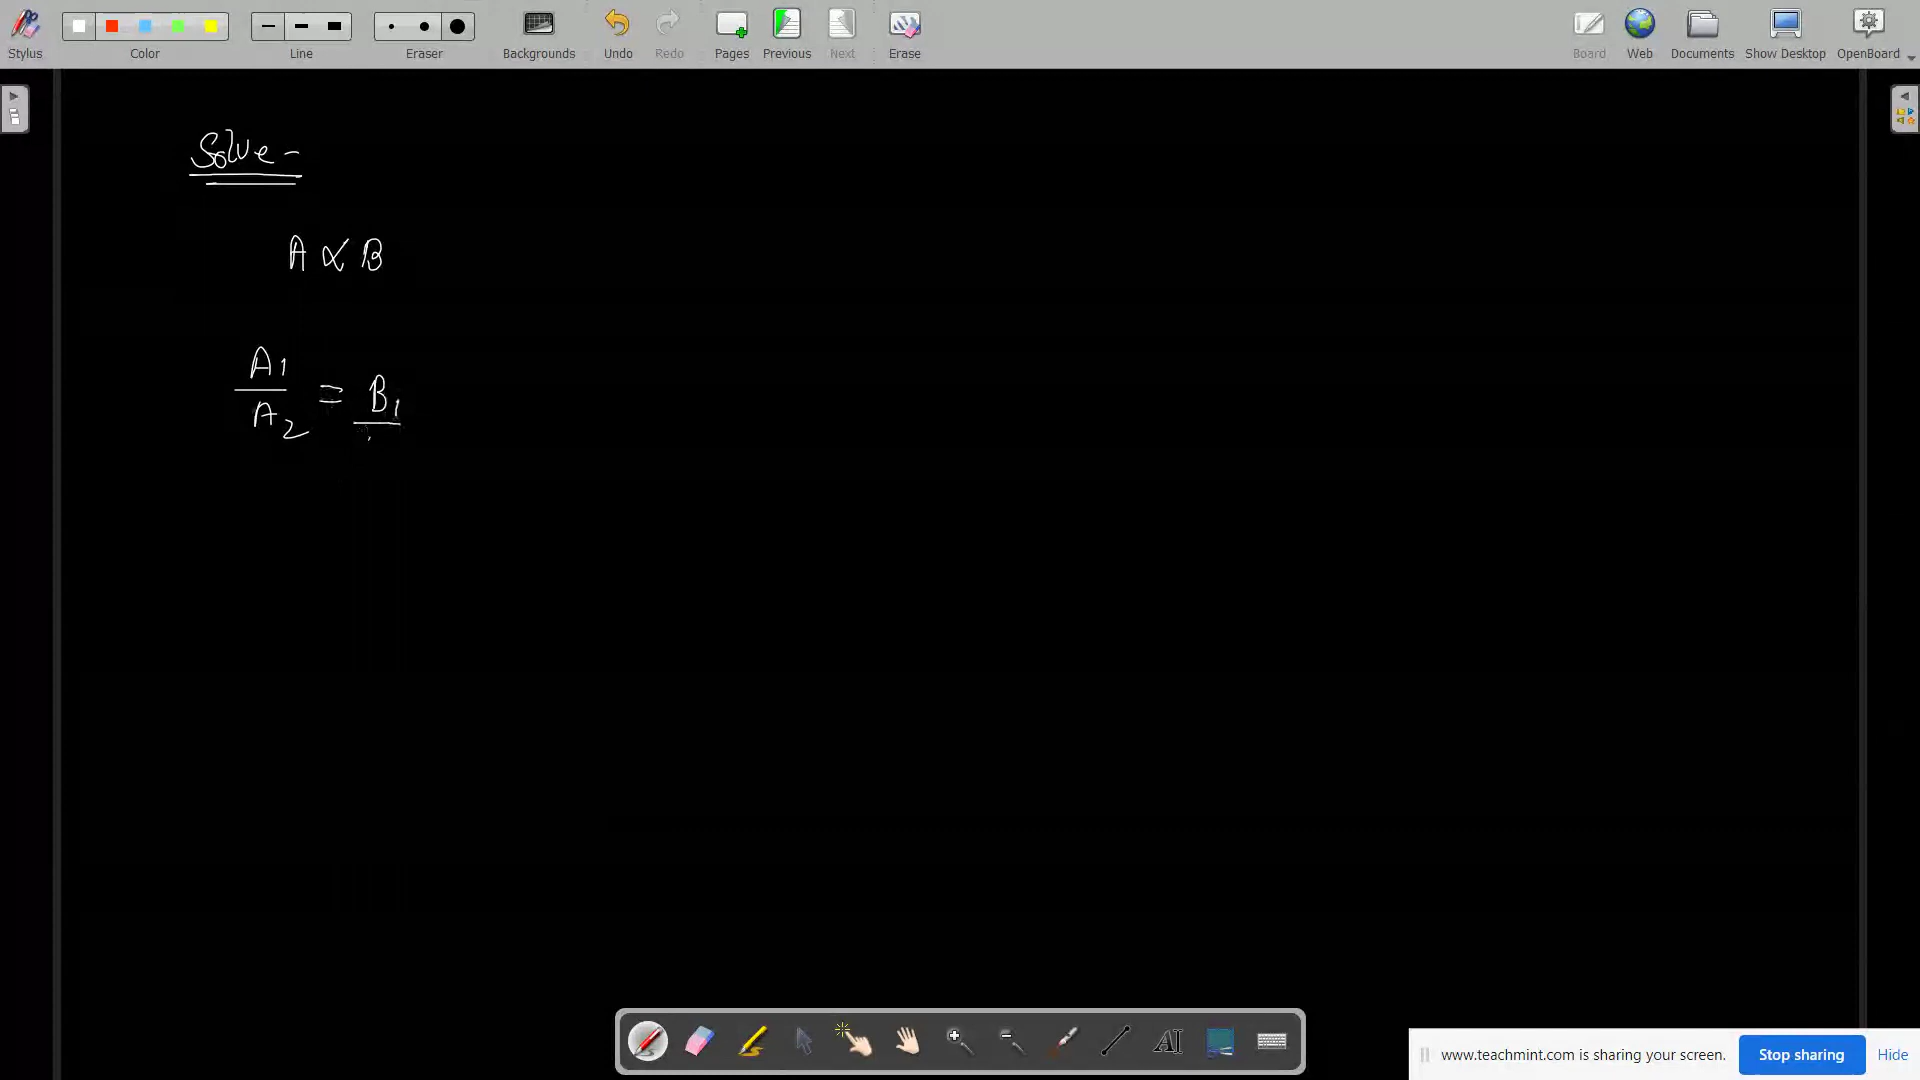 Stylus Color Line Eraser Backgrounds Undo Redo Pages Previous Next Erase Board Web Documents Show Desktop OpenBoard
Solve -
A ∝ B
A1
A2
= B1
www.teachmint.com is sharing your screen. Stop sharing Hide